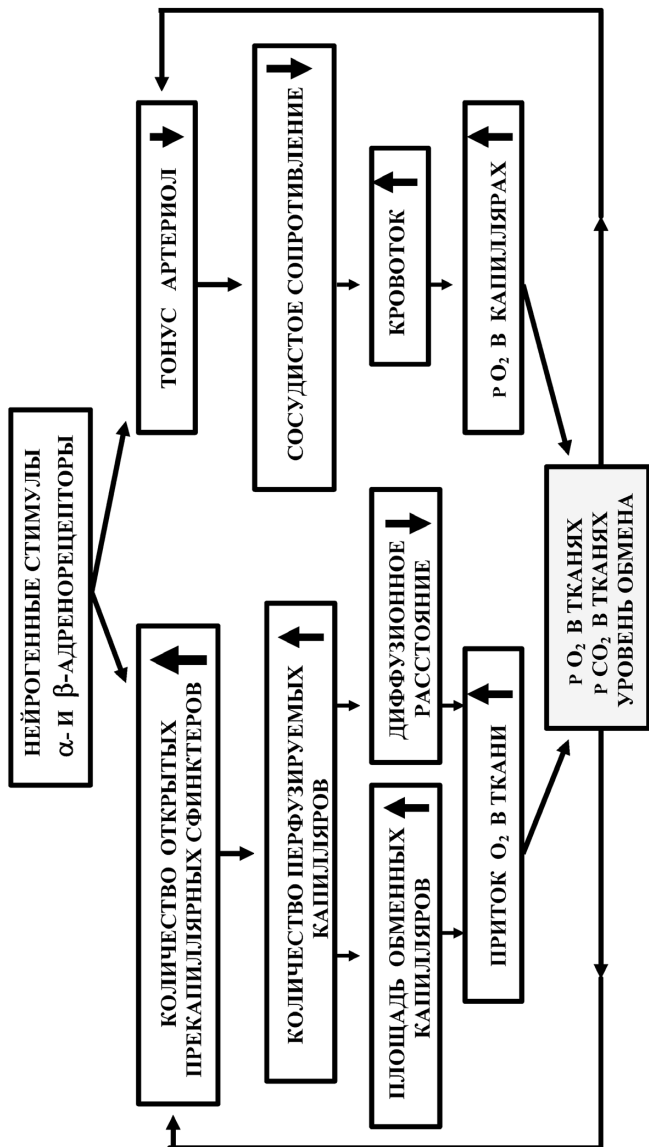 НЕЙРОГЕННЫЕ СТИМУЛЫ
α- И β-АДРЕНОРЕЦЕПТОРЫ
КОЛИЧЕСТВО ОТКРЫТЫХ
ПРЕКАПИЛЛЯРНЫХ СФИНКТЕРОВ
ТОНУС АРТЕРИОЛ
КОЛИЧЕСТВО ПЕРФУЗИРУЕМЫХ
КАПИЛЛЯРОВ
СОСУДИСТОЕ СОПРОТИВЛЕНИЕ
ПЛОЩАДЬ ОБМЕННЫХ
КАПИЛЛЯРОВ
ДИФФУЗИОННОЕ
РАССТОЯНИЕ
КРОВОТОК
ПРИТОК O₂ В ТКАНИ
P O₂ В КАПИЛЛЯРАХ
P O₂ В ТКАНЯХ
P CO₂ В ТКАНЯХ
УРОВЕНЬ ОБМЕНА